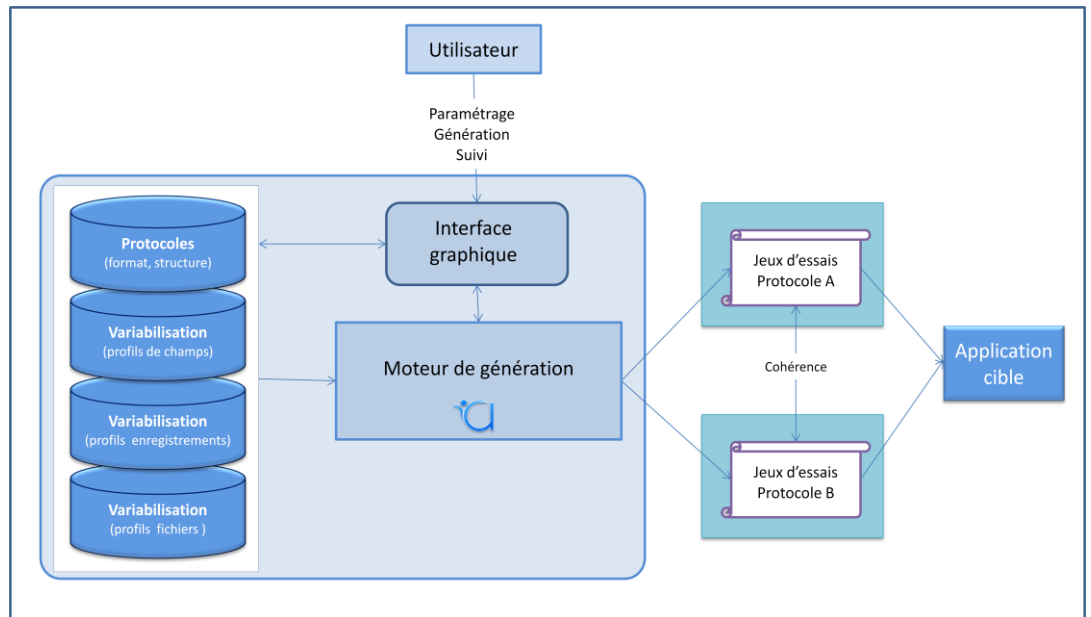 Utilisateur
Paramétrage
Génération
Suivi
Protocoles
(format, structure)
Variabilisation
(profils de champs)
Variabilisation
(profils enregistrements)
Variabilisation
(profils fichiers )
Interface
graphique
Moteur de génération
Jeux d'essais
Protocole A
Cohérence
Jeux d'essais
Protocole B
Application
cible